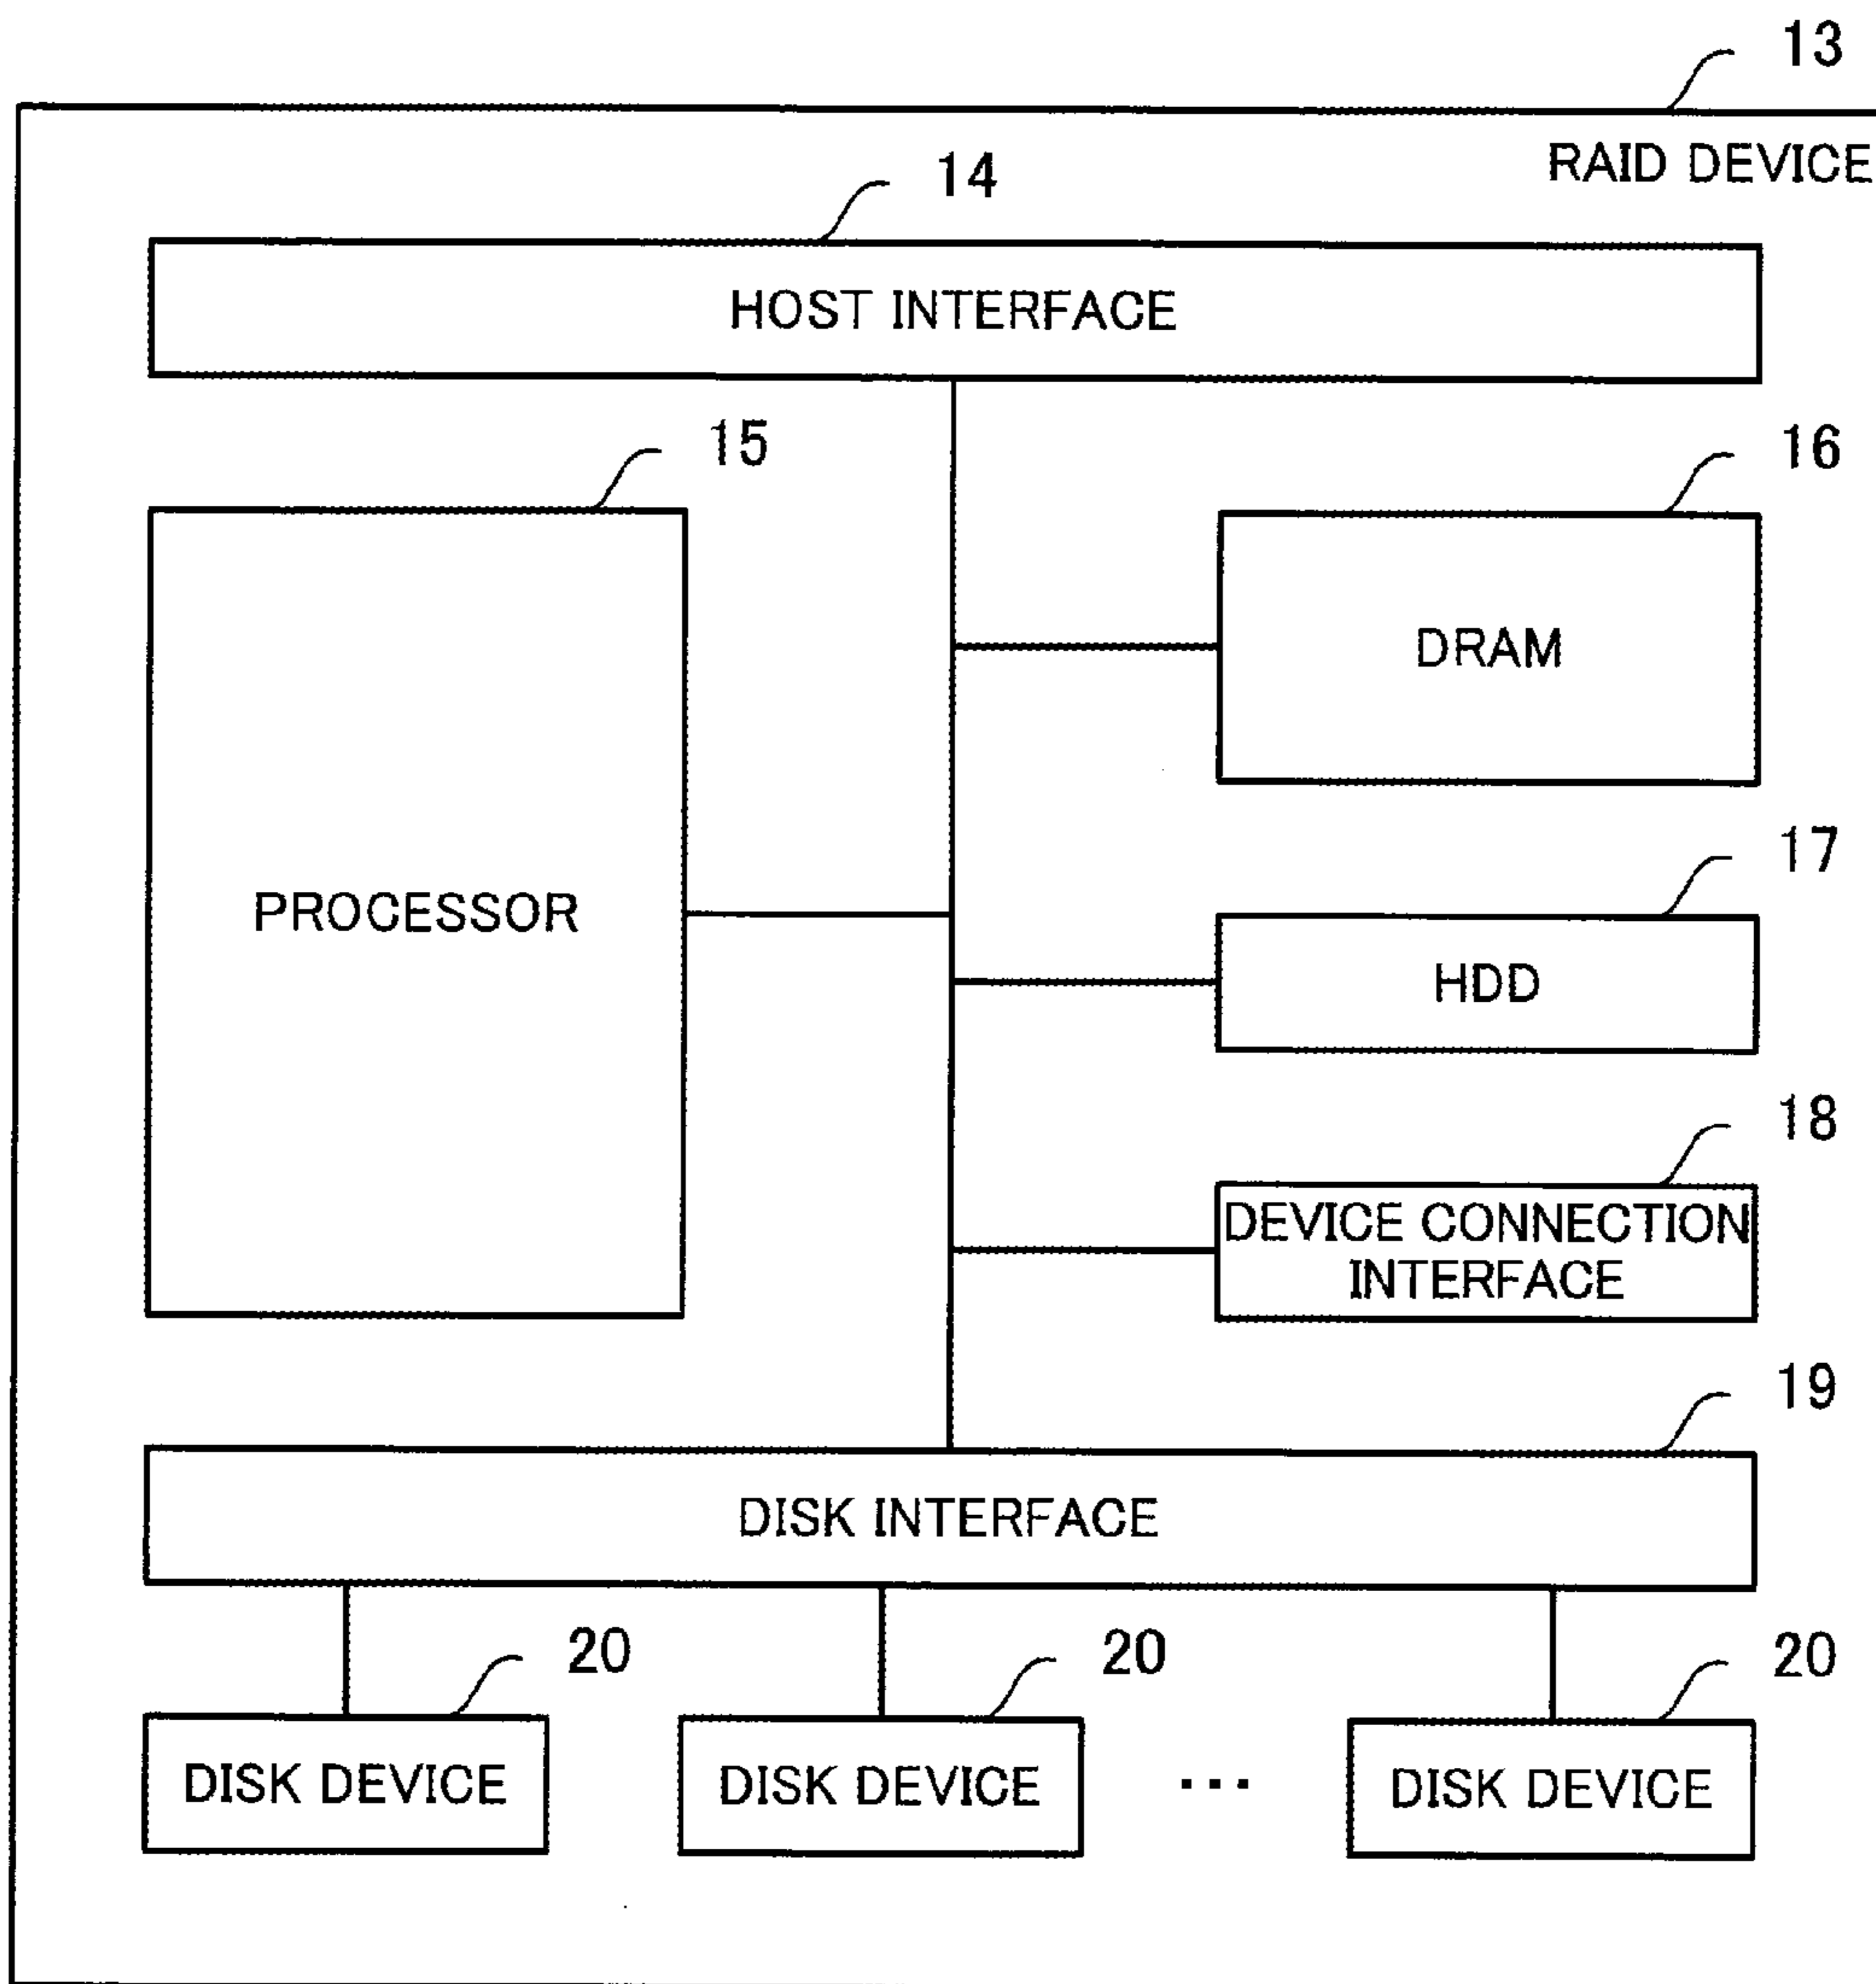 13
RAID DEVICE
14
HOST INTERFACE
15
16
DRAM
PROCESSOR
17
HDD
18
DEVICE CONNECTION
INTERFACE
19
DISK INTERFACE
20
20
20
DISK DEVICE
DISK DEVICE
...
DISK DEVICE